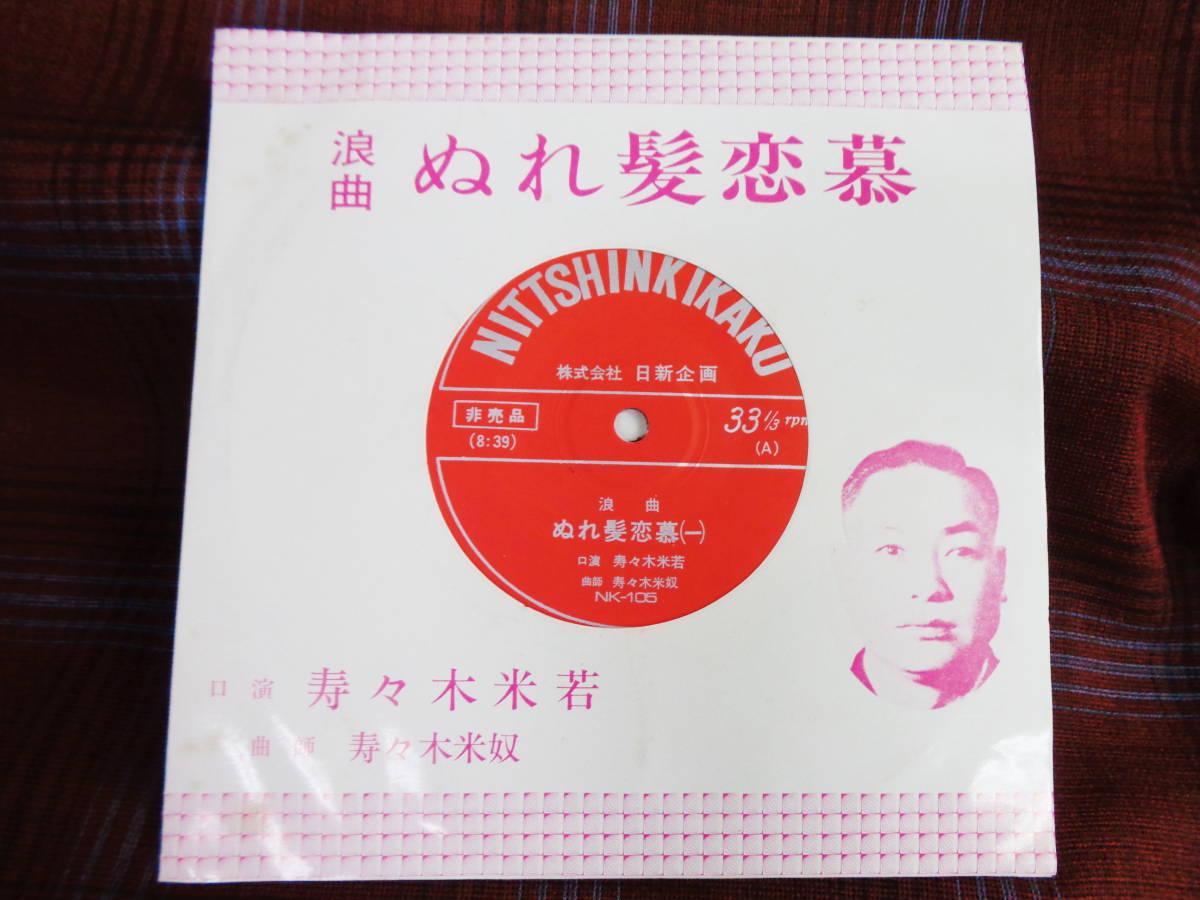 浪曲 ぬれ髪恋慕
NITTSHINKIKAKU
株式会社 日新企画
非売品
(8:39)
33 1/3 rpm
(A)
浪曲
ぬれ髪恋慕(一)
口演 寿々木米若
曲師 寿々木米奴
NK-105
口演 寿々木米若
曲師 寿々木米奴